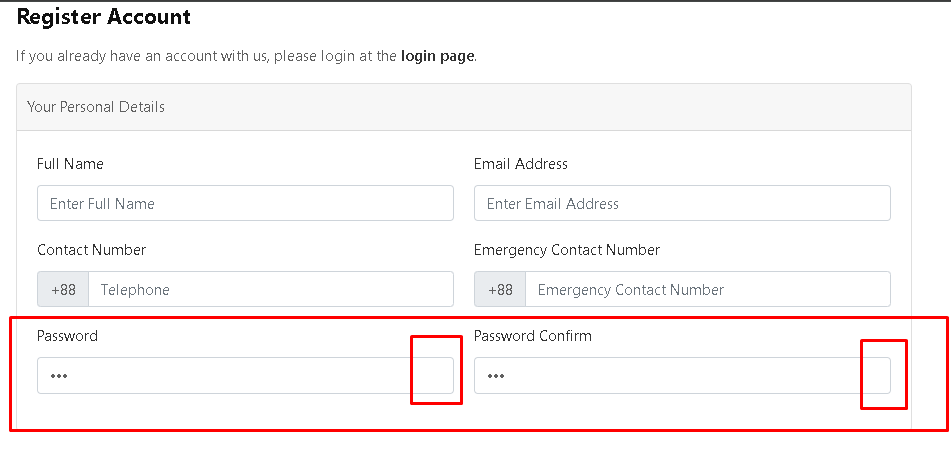 Register Account
If you already have an account with us, please login at the login page.
Your Personal Details
Full Name
Email Address
Enter Full Name
Enter Email Address
Contact Number
Emergency Contact Number
+88 Telephone
+88 Emergency Contact Number
Password
Password Confirm
•••
•••